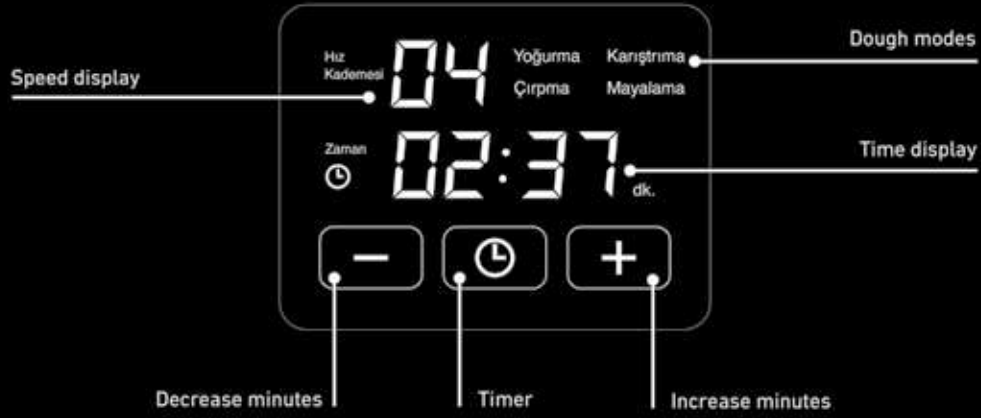 Dough modes
Hız
Kademesi
04
Yoğurma
Karıştrıma
Çırpma
Mayalama
Speed display
Zaman
02:37
dk.
Time display
Decrease minutes
Timer
Increase minutes